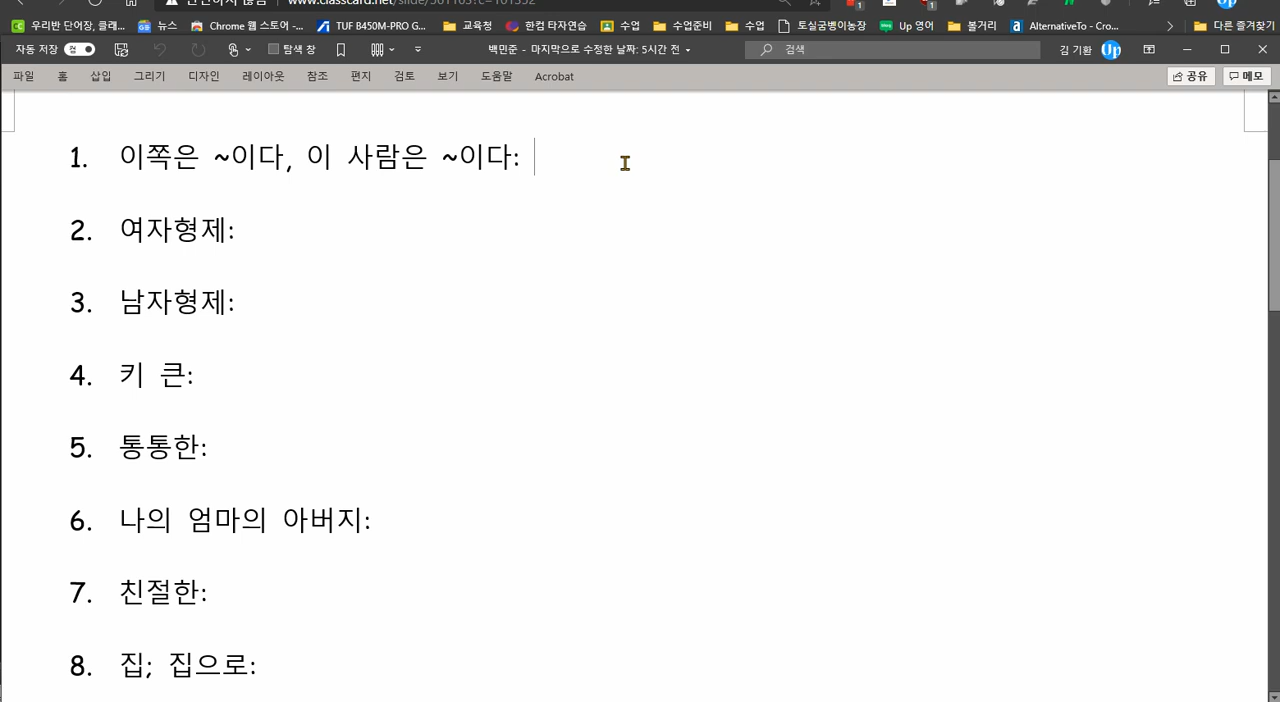 www.classcard.net
우리반 단어장, 클래... 뉴스 Chrome 웹 스토어 -... TUF B450M-PRO G... 교육청 한컴 타자연습 수업 수업준비 수업 토실굼벵이농장 Up 영어 볼거리 AlternativeTo - Cro... 다른 즐겨찾기
자동 저장 탐색 창 백민준 - 마지막으로 수정한 날짜: 5시간 전 검색 김 기환 Up
파일 홈 삽입 그리기 디자인 레이아웃 참조 편지 검토 보기 도움말 Acrobat 공유 메모
1. 이쪽은 ~이다, 이 사람은 ~이다:
2. 여자형제:
3. 남자형제:
4. 키 큰:
5. 통통한:
6. 나의 엄마의 아버지:
7. 친절한:
8. 집; 집으로: